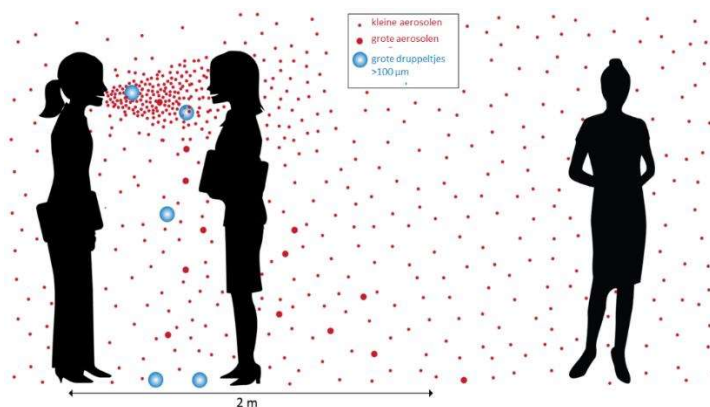 kleine aerosolen
grote aerosolen
grote druppeltjes
>100 µm
2 m